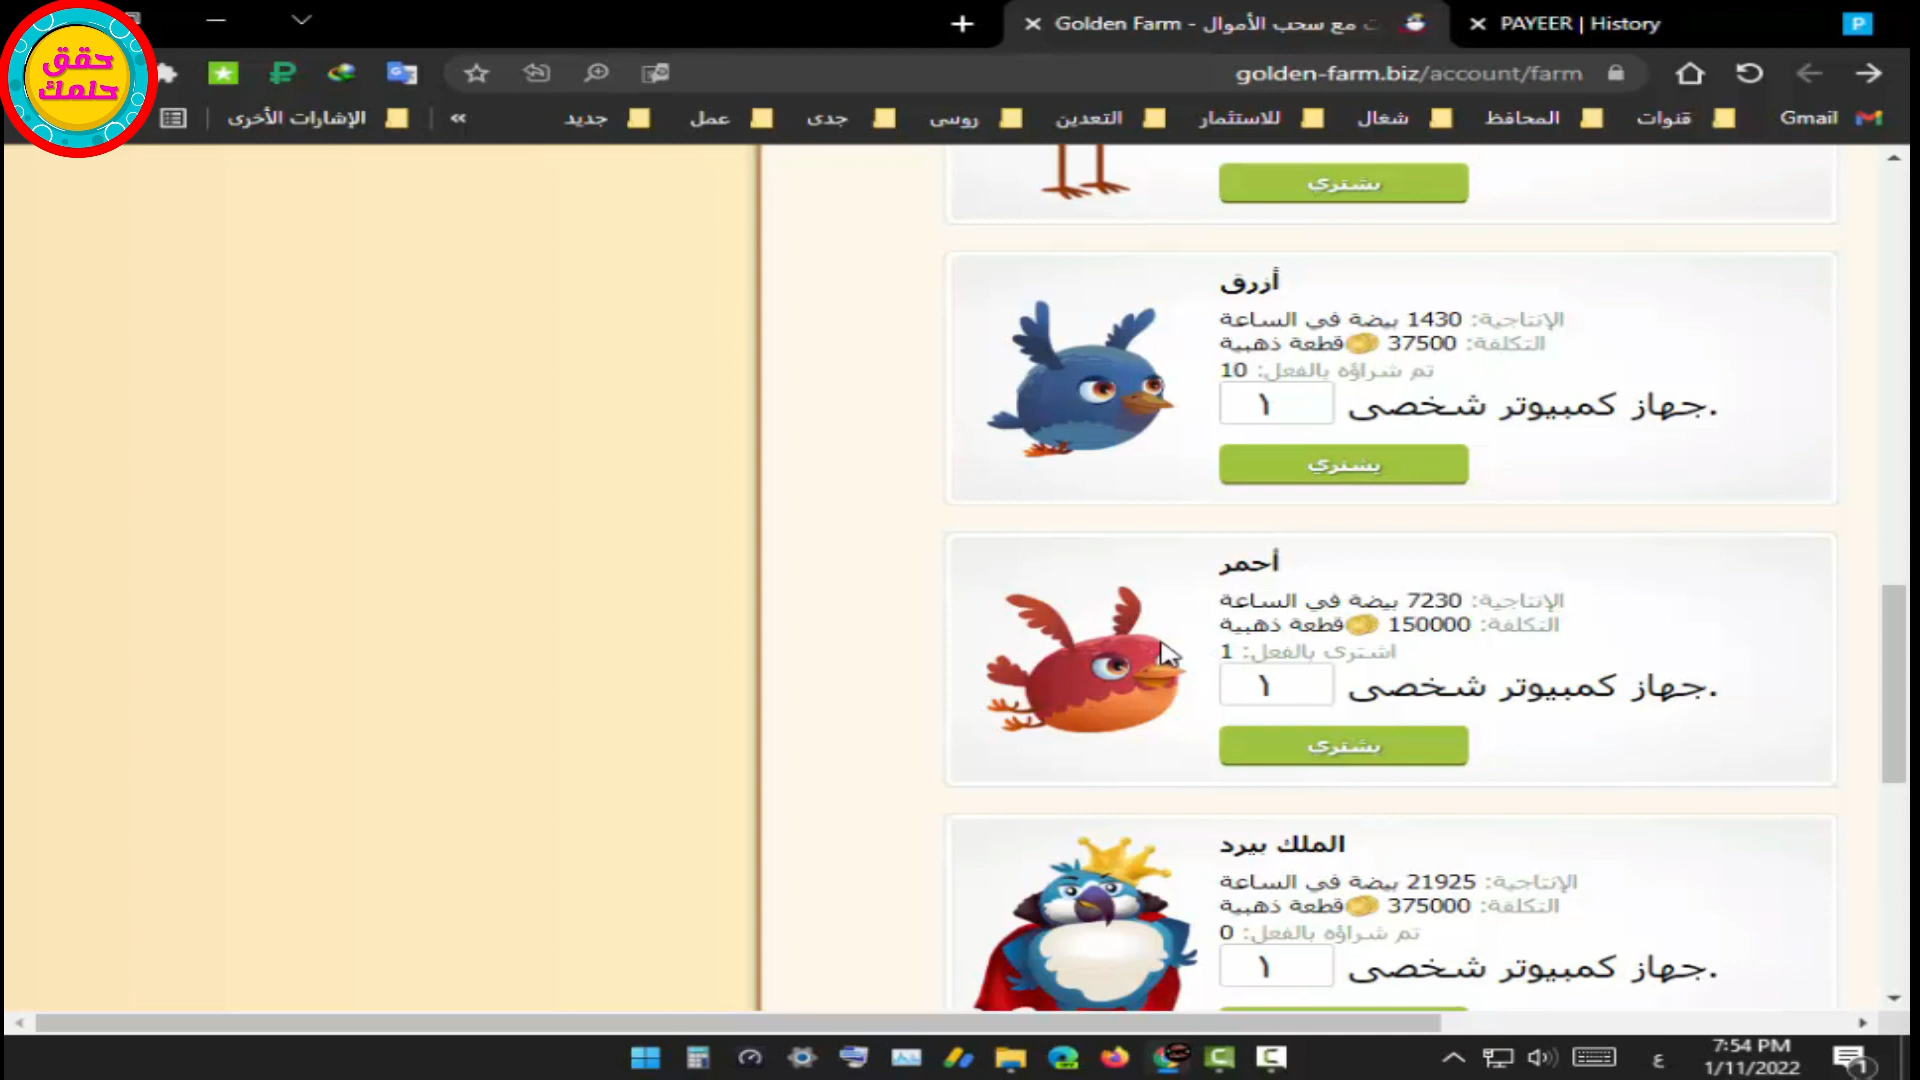 حقق
حلمك
Golden Farm - ت مع سحب الأموال
PAYEER | History
P
golden-farm.biz/account/farm
Gmail
قنوات
المحافظ
شغال
للاستثمار
التعدين
روسى
جدى
عمل
جديد
»
الإشارات الأخرى
يشتري
أزرق
الإنتاجية: 1430 بيضة في الساعة
التكلفة: 37500 قطعة ذهبية
تم شراؤه بالفعل: 10
١ جهاز كمبيوتر شخصى.
يشتري
أحمر
الإنتاجية: 7230 بيضة في الساعة
التكلفة: 150000 قطعة ذهبية
اشترى بالفعل: 1
١ جهاز كمبيوتر شخصى.
يشتري
الملك بيرد
الإنتاجية: 21925 بيضة في الساعة
التكلفة: 375000 قطعة ذهبية
تم شراؤه بالفعل: 0
١ جهاز كمبيوتر شخصى.
ع
7:54 PM
1/11/2022
1